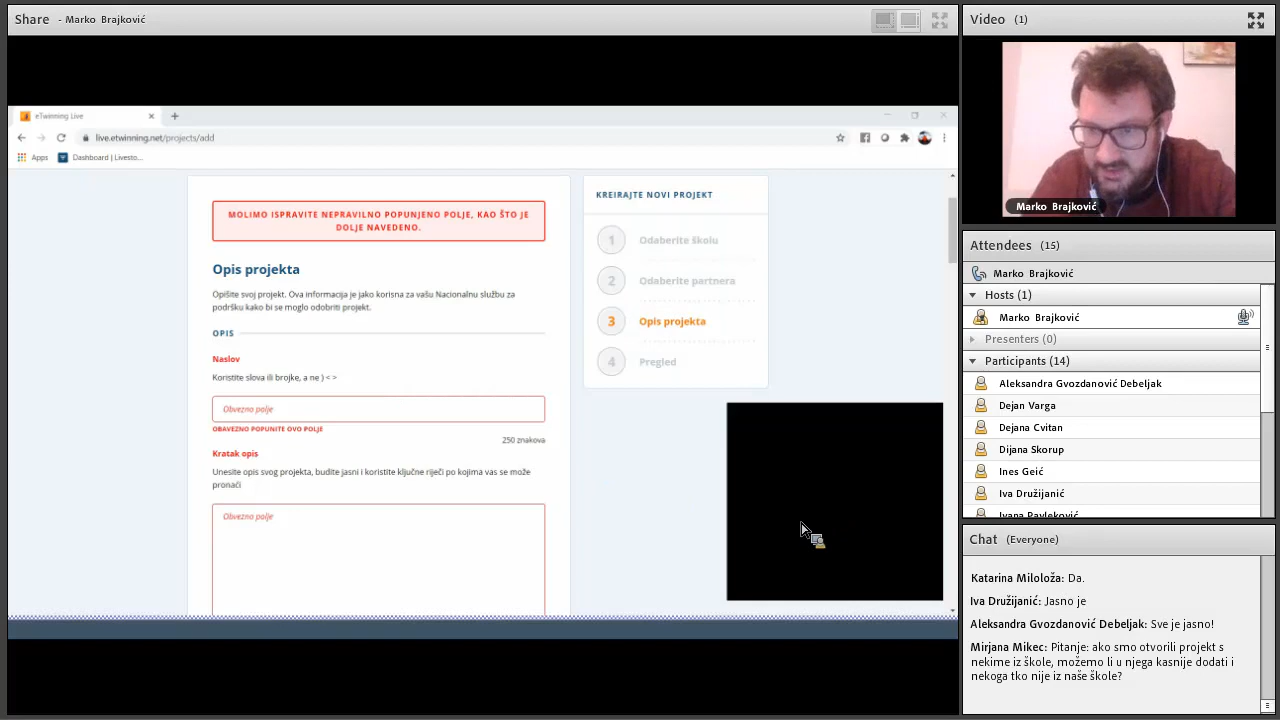 Share - Marko Brajković
eTwinning Live
live.etwinning.net/projects/add
Apps
Dashboard | Livesto...
MOLIMO ISPRAVITE NEPRAVILNO POPUNJENO POLJE, KAO ŠTO JE
DOLJE NAVEDENO.
Opis projekta
Opišite svoj projekt. Ova informacija je jako korisna za vašu Nacionalnu službu za
podršku kako bi se moglo odobriti projekt.
OPIS
Naslov
Koristite slova ili brojke, a ne ) < >
Obvezno polje
OBAVEZNO POPUNITE OVO POLJE
250 znakova
Kratak opis
Unesite opis svog projekta, budite jasni i koristite ključne riječi po kojima vas se može
pronaći
Obvezno polje
KREIRAJTE NOVI PROJEKT
1 Odaberite školu
2 Odaberite partnera
3 Opis projekta
4 Pregled
Video (1)
Marko Brajković
Attendees (15)
Marko Brajković
Hosts (1)
Marko Brajković
Presenters (0)
Participants (14)
Aleksandra Gvozdanović Debeljak
Dejan Varga
Dejana Cvitan
Dijana Skorup
Ines Geić
Iva Družijanić
Ivana Pavleković
Chat (Everyone)
Katarina Miloloža: Da.
Iva Družijanić: Jasno je
Aleksandra Gvozdanović Debeljak: Sve je jasno!
Mirjana Mikec: Pitanje: ako smo otvorili projekt s
nekime iz škole, možemo li u njega kasnije dodati i
nekoga tko nije iz naše škole?